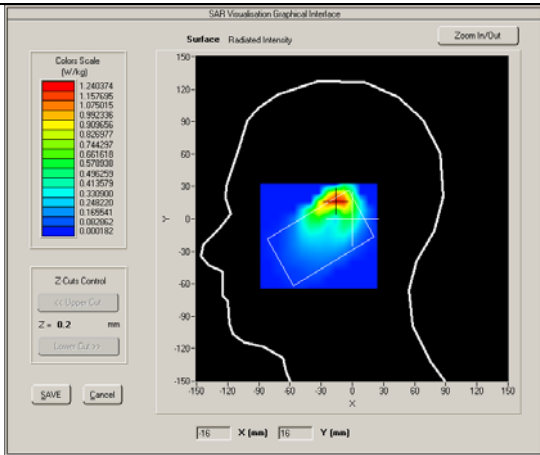 SAR Visualisation Graphical Interface
Surface Radiated Intensity
Zoom In/Out
Colors Scale
(W/kg)
1.240374
1.157695
1.075015
0.992336
0.909656
0.826977
0.744297
0.661618
0.578938
0.496259
0.413579
0.330900
0.248220
0.165541
0.082862
0.000182
Z Cuts Control
<< Upper Cut
Z = 0.2 mm
Lower Cut >>
SAVE
Cancel
150
120
90
60
30
0
-30
-60
-90
-120
-150
Y
-150 -120 -90 60 -30 0 30 60 90 120 150
X
-16 X (mm) 16 Y (mm)